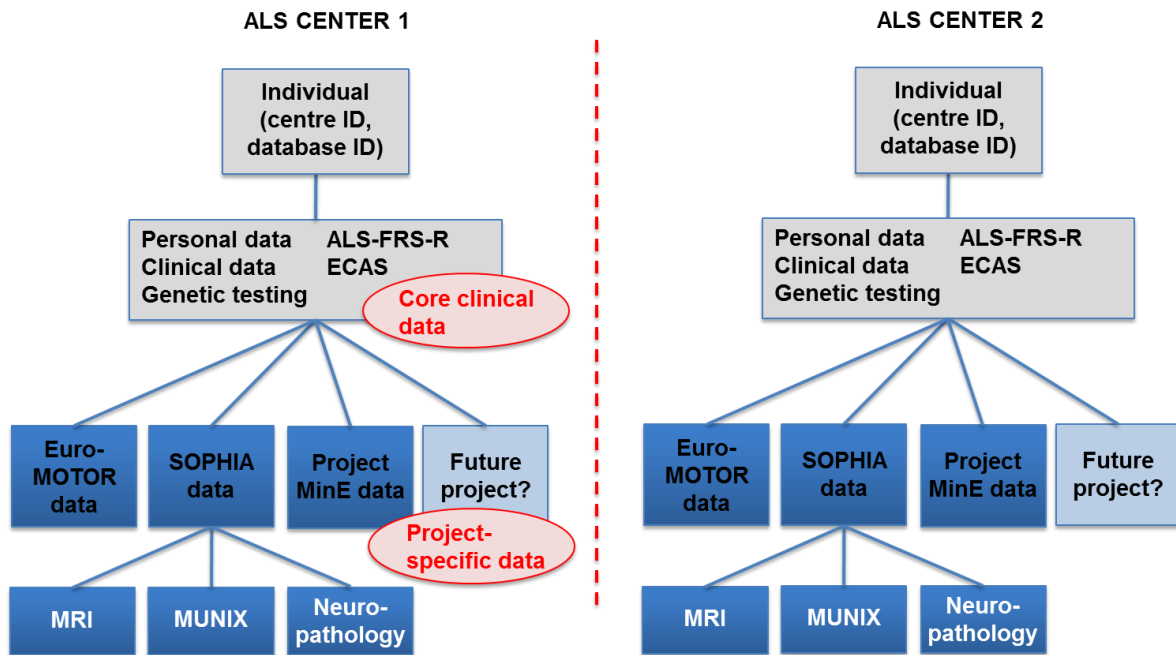 ALS CENTER 1
Individual
(centre ID,
database ID)
Personal data ALS-FRS-R
Clinical data ECAS
Genetic testing
Core clinical
data
Euro-
MOTOR
data
SOPHIA
data
Project
MinE data
Future
project?
Project-
specific data
MRI
MUNIX
Neuro-
pathology
ALS CENTER 2
Individual
(centre ID,
database ID)
Personal data ALS-FRS-R
Clinical data ECAS
Genetic testing
Euro-
MOTOR
data
SOPHIA
data
Project
MinE data
Future
project?
MRI
MUNIX
Neuro-
pathology